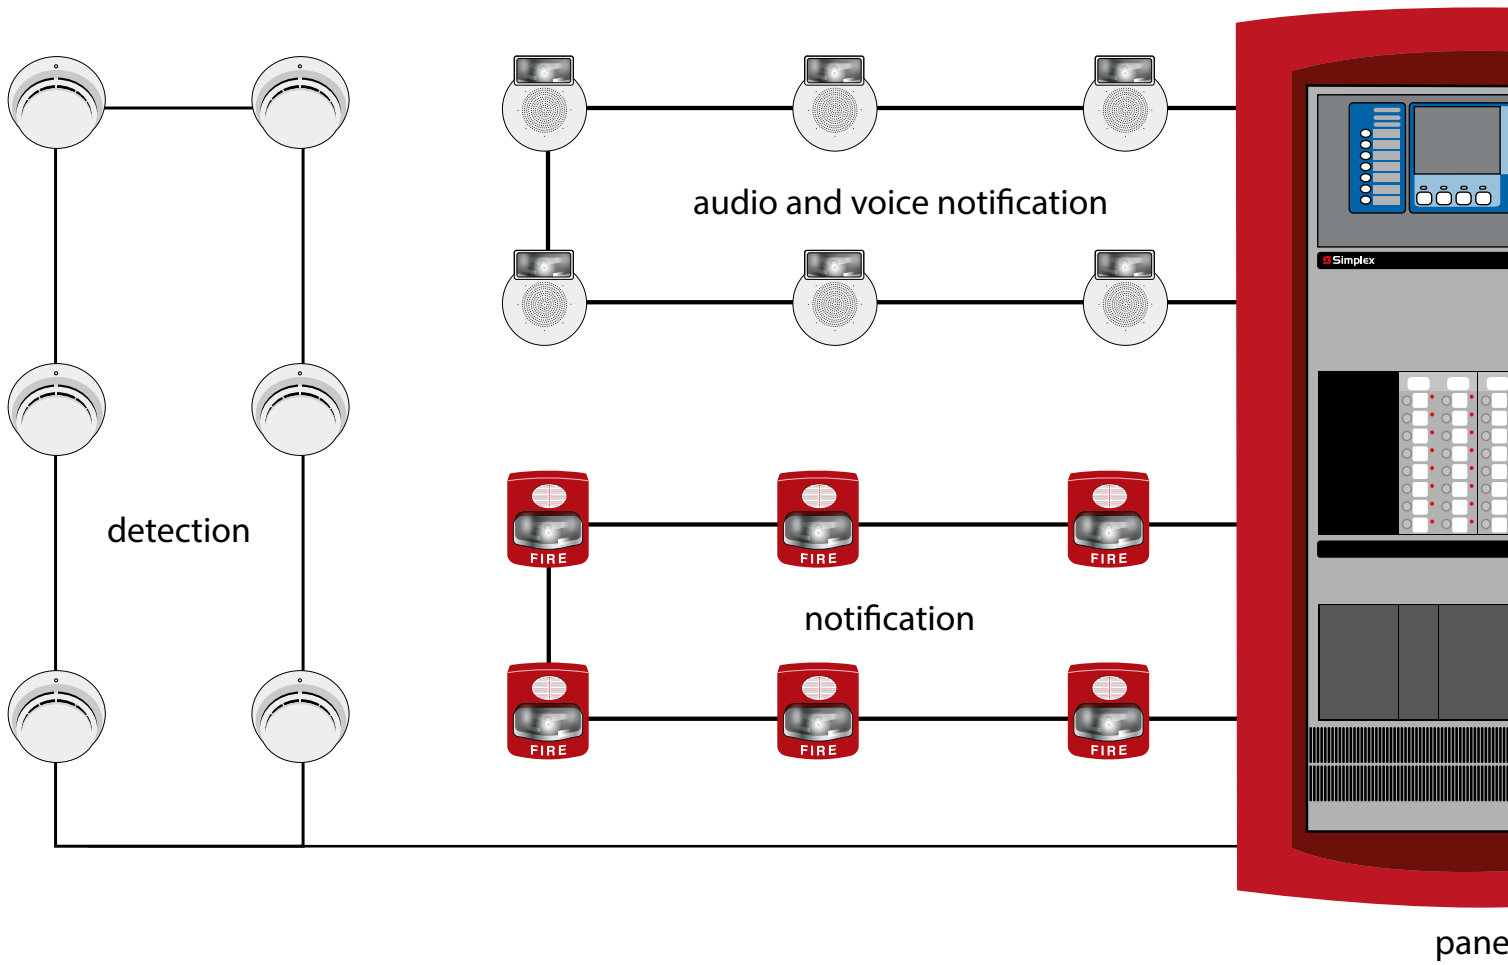 audio and voice notification
Simplex
detection
FIRE
FIRE
FIRE
notification
FIRE
FIRE
FIRE
pane